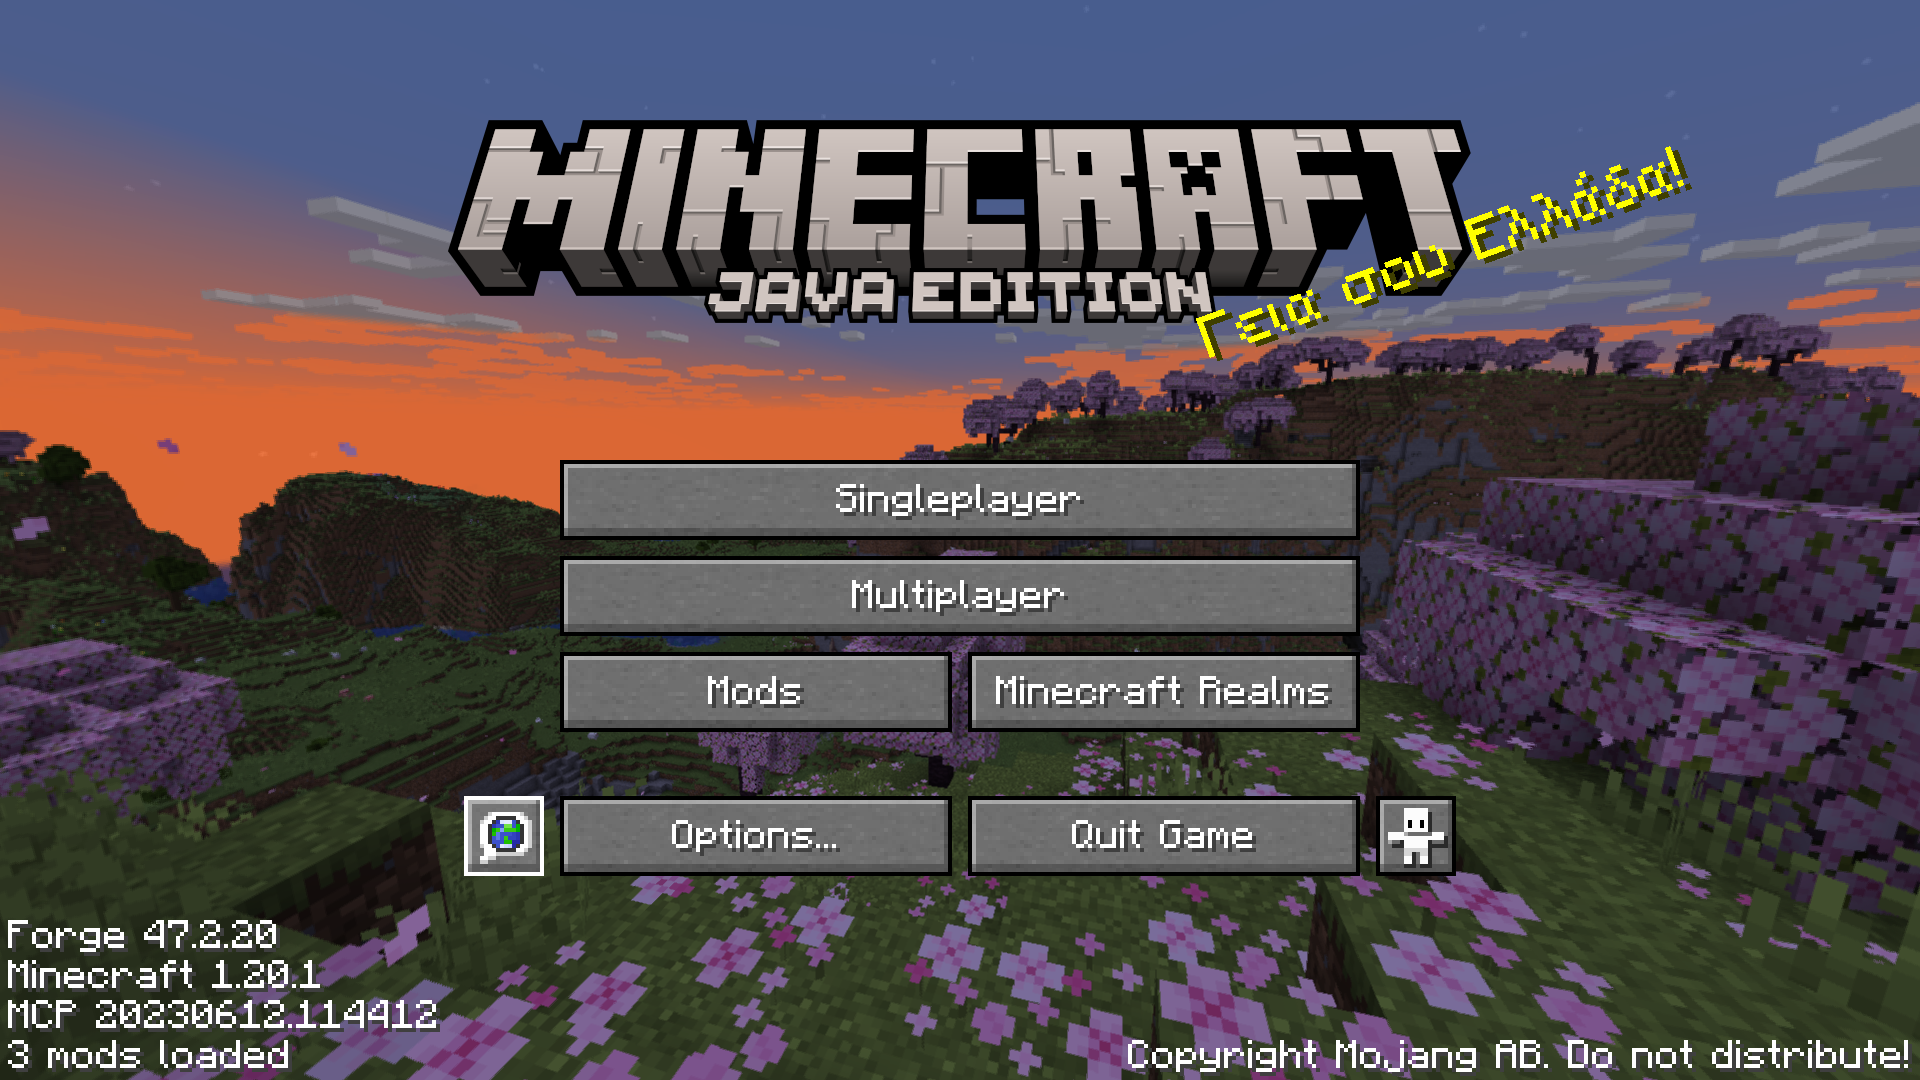 MINECRAFT
JAVA EDITION
Γεια σου Ελλάδα!
Singleplayer
Multiplayer
Mods
Minecraft Realms
Options...
Quit Game
Forge 47.2.20
Minecraft 1.20.1
MCP 20230612.114412
3 mods loaded
Copyright Mojang AB. Do not distribute!